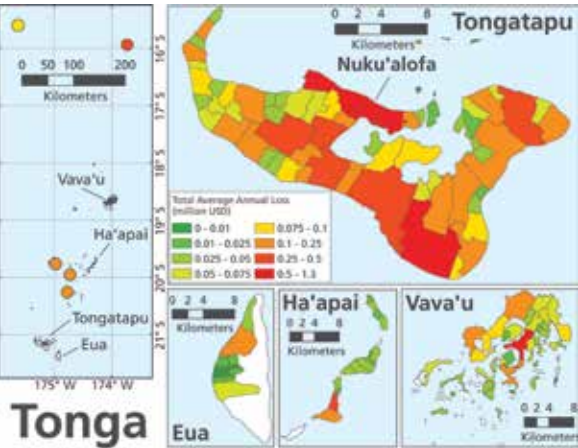 16° S
0 50 100 200
Kilometers
17° S
Vava'u
18° S
19° S
Ha'apai
20° S
Tongatapu
Eua
21° S
175° W 174° W
Tonga
0 2 4 8
Kilometers
Tongatapu
Nuku'alofa
Total Average Annual Loss
(million USD)
0 - 0.01
0.01 - 0.025
0.025 - 0.05
0.05 - 0.075
0.075 - 0.1
0.1 - 0.25
0.25 - 0.5
0.5 - 1.3
0 2 4 8
Kilometers
Eua
Ha'apai
0 2 4 8
Kilometers
Vava'u
0 2 4 8
Kilometers